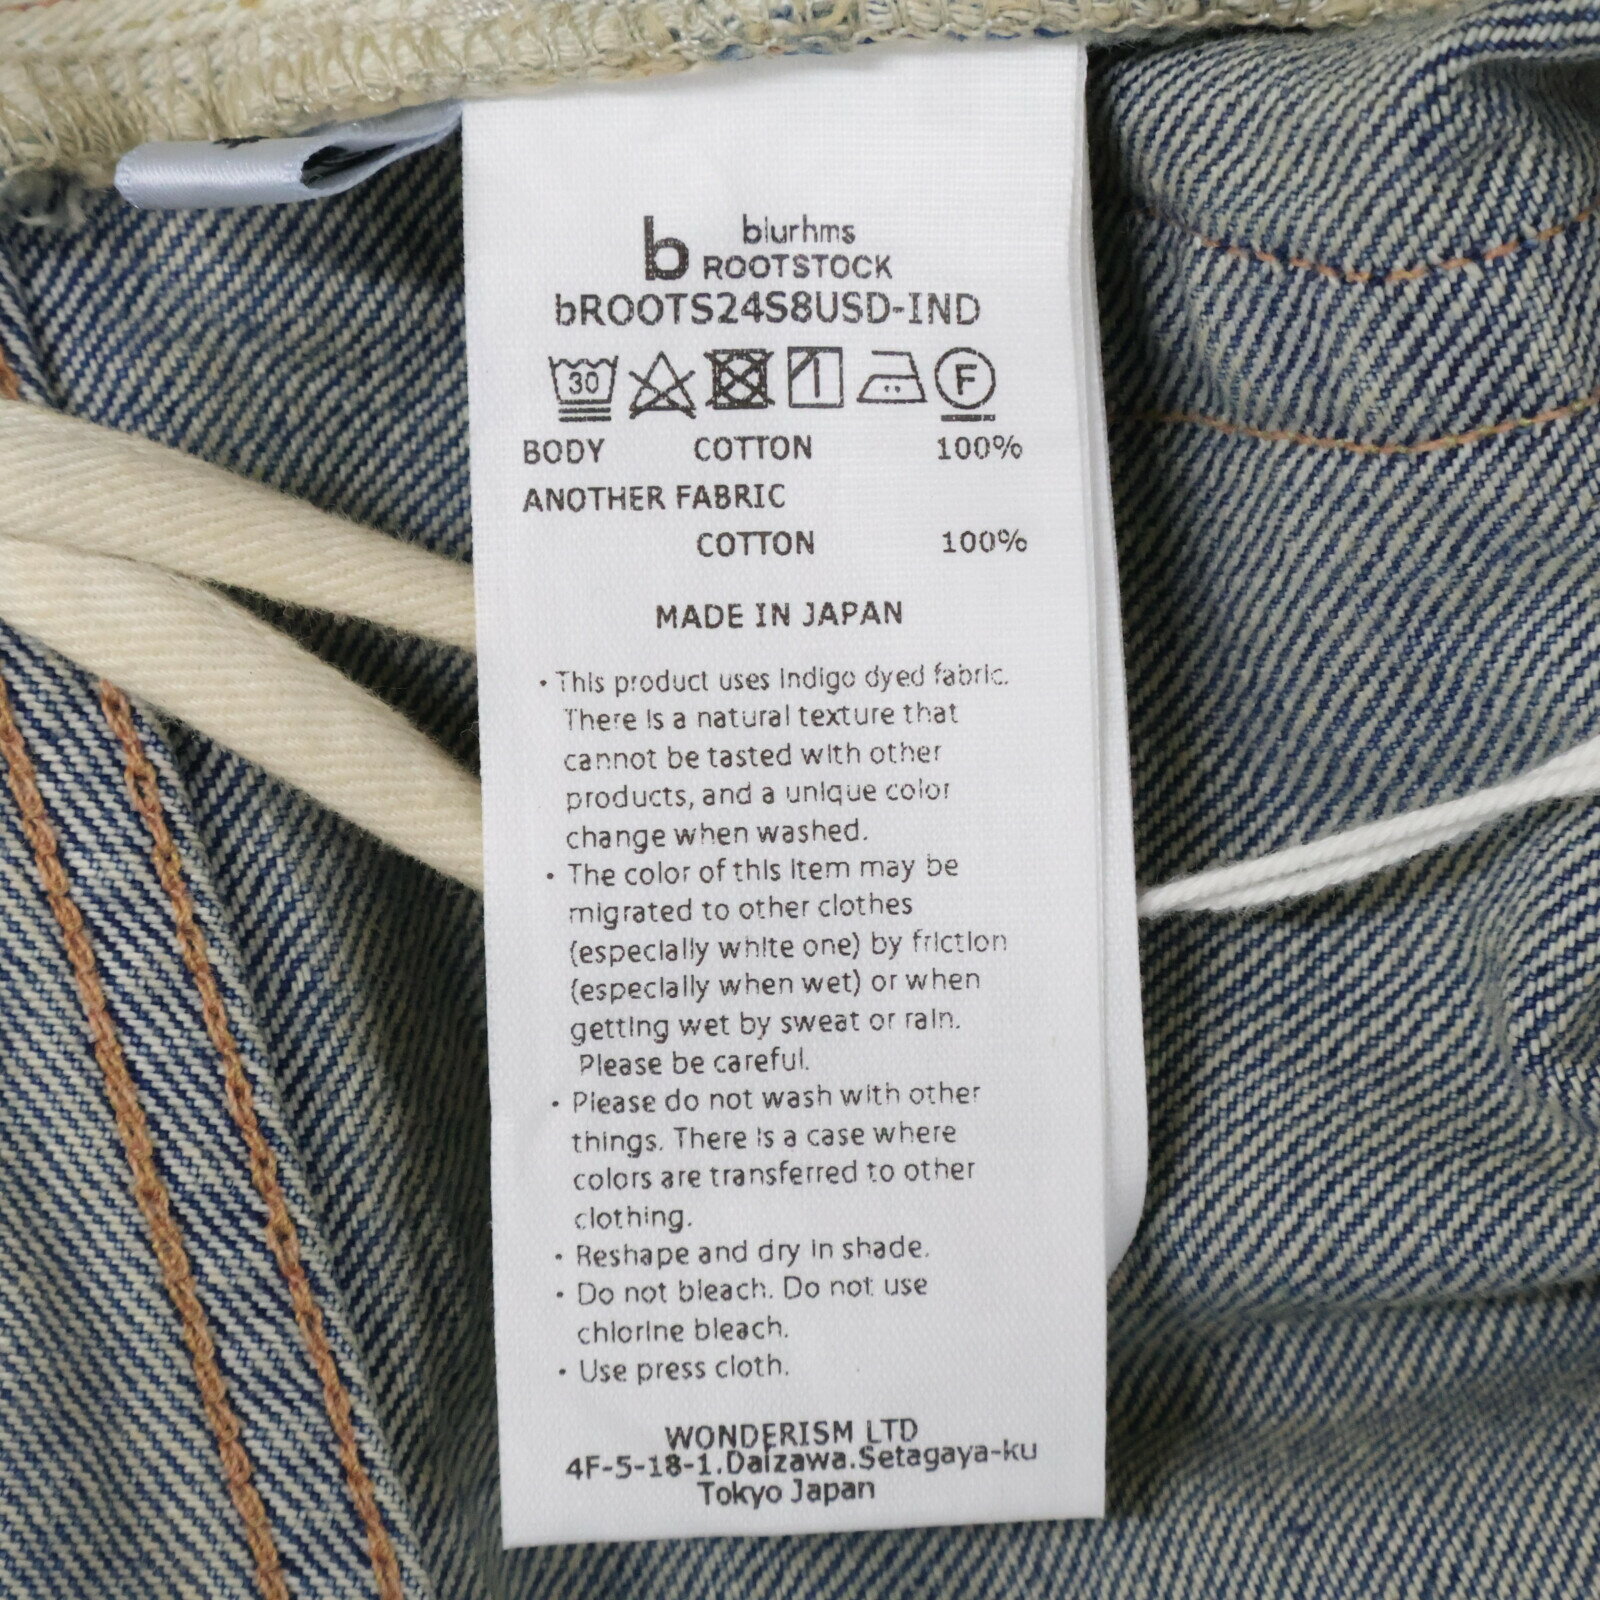 b blurhms
ROOTSTOCK
bROOTS24S8USD-IND
30 F
BODY COTTON 100%
ANOTHER FABRIC
COTTON 100%
MADE IN JAPAN
・This product uses indigo dyed fabric.
There is a natural texture that
cannot be tasted with other
products, and a unique color
change when washed.
・The color of this item may be
migrated to other clothes
(especially white one) by friction
(especially when wet) or when
getting wet by sweat or rain.
Please be careful.
・Please do not wash with other
things. There is a case where
colors are transferred to other
clothing.
・Reshape and dry in shade.
・Do not bleach. Do not use
chlorine bleach.
・Use press cloth.
WONDERISM LTD
4F-5-18-1.Daizawa.Setagaya-ku
Tokyo Japan